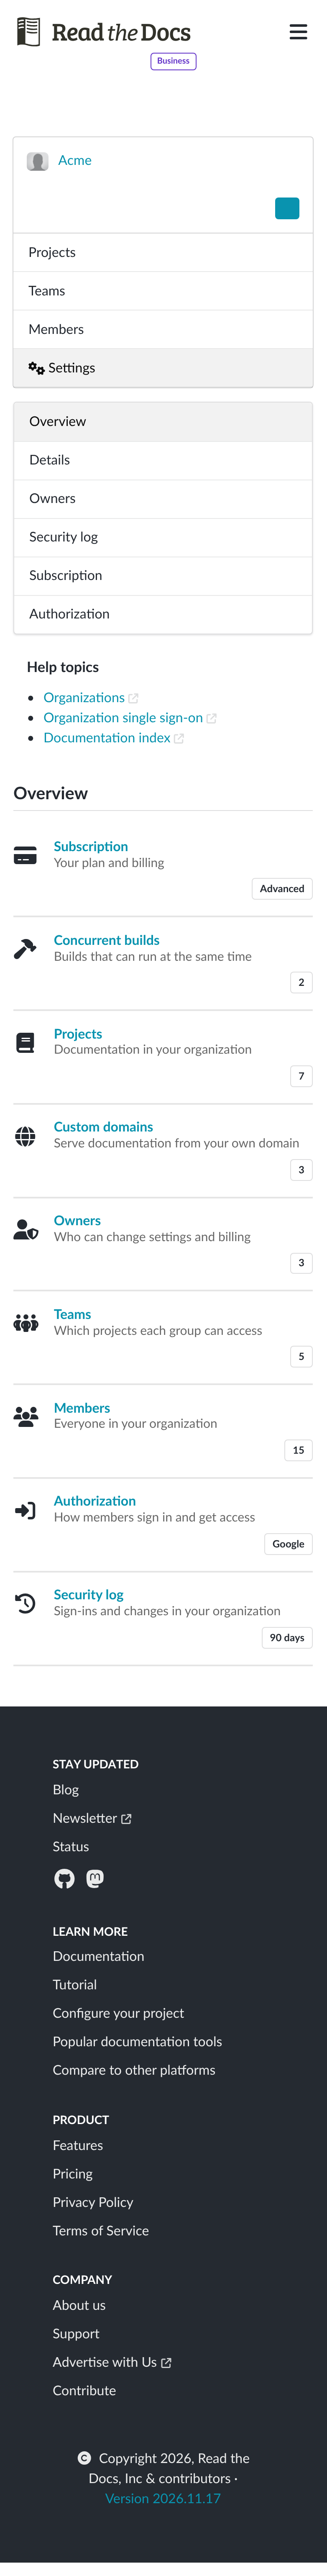 Read the Docs
Business
Acme
Projects
Teams
Members
Settings
Overview
Details
Owners
Security log
Subscription
Authorization
Help topics
Organizations
Organization single sign-on
Documentation index
Overview
Subscription
Your plan and billing
Advanced
Concurrent builds
Builds that can run at the same time
2
Projects
Documentation in your organization
7
Custom domains
Serve documentation from your own domain
3
Owners
Who can change settings and billing
3
Teams
Which projects each group can access
5
Members
Everyone in your organization
15
Authorization
How members sign in and get access
Google
Security log
Sign-ins and changes in your organization
90 days
STAY UPDATED
Blog
Newsletter
Status
LEARN MORE
Documentation
Tutorial
Configure your project
Popular documentation tools
Compare to other platforms
PRODUCT
Features
Pricing
Privacy Policy
Terms of Service
COMPANY
About us
Support
Advertise with Us
Contribute
Copyright 2026, Read the
Docs, Inc & contributors ·
Version 2026.11.17